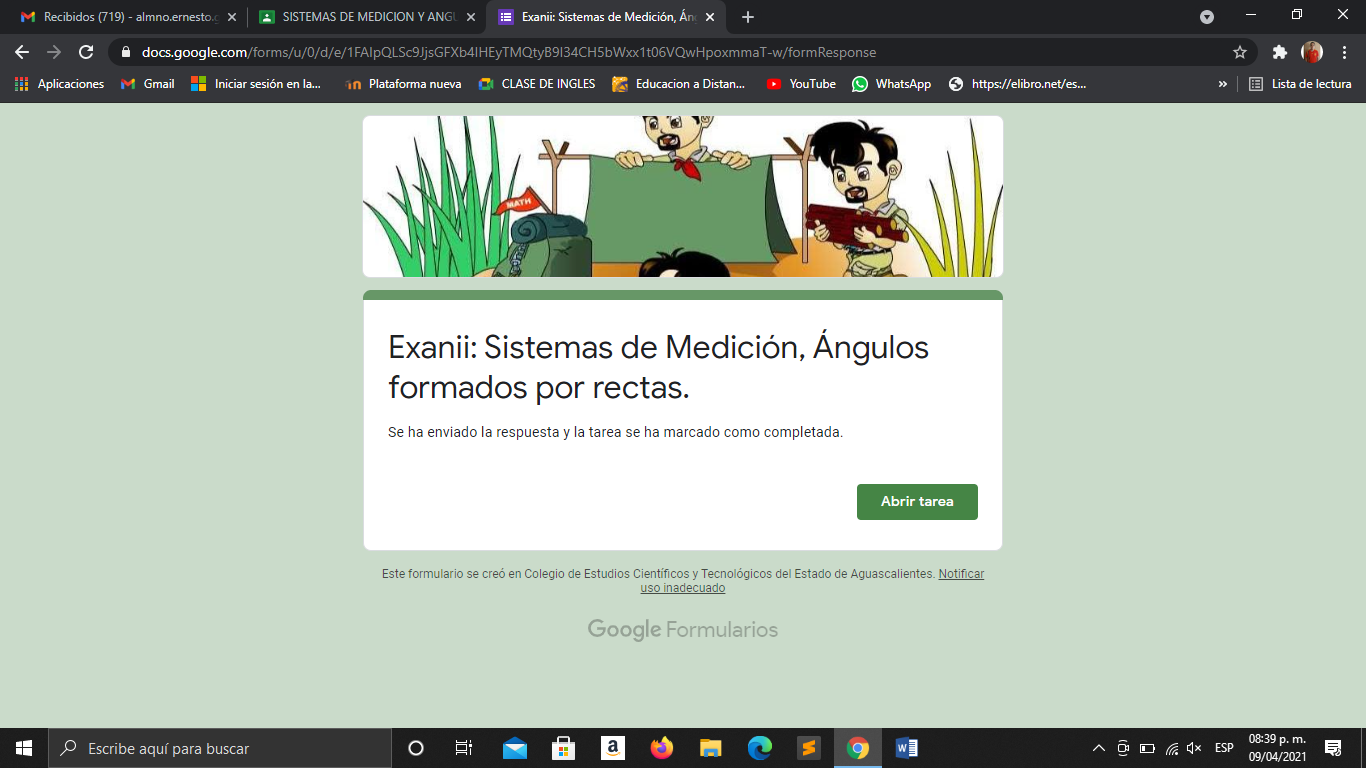 Recibidos (719) - almno.ernesto.g
SISTEMAS DE MEDICION Y ANGU
Exanii: Sistemas de Medición, Án
docs.google.com/forms/u/0/d/e/1FAIpQLSc9JjsGFXb4lHEyTMQtyB9I34CH5bWxx1t06VQwHpoxmmaT-w/formResponse
Aplicaciones
Gmail
Iniciar sesión en la...
Plataforma nueva
CLASE DE INGLES
Educacion a Distan...
YouTube
WhatsApp
https://elibro.net/es...
»
Lista de lectura
MATH
Exanii: Sistemas de Medición, Ángulos
formados por rectas.
Se ha enviado la respuesta y la tarea se ha marcado como completada.
Abrir tarea
Este formulario se creó en Colegio de Estudios Científicos y Tecnológicos del Estado de Aguascalientes. Notificar
uso inadecuado
Google Formularios
Escribe aquí para buscar
ESP
08:39 p. m.
09/04/2021